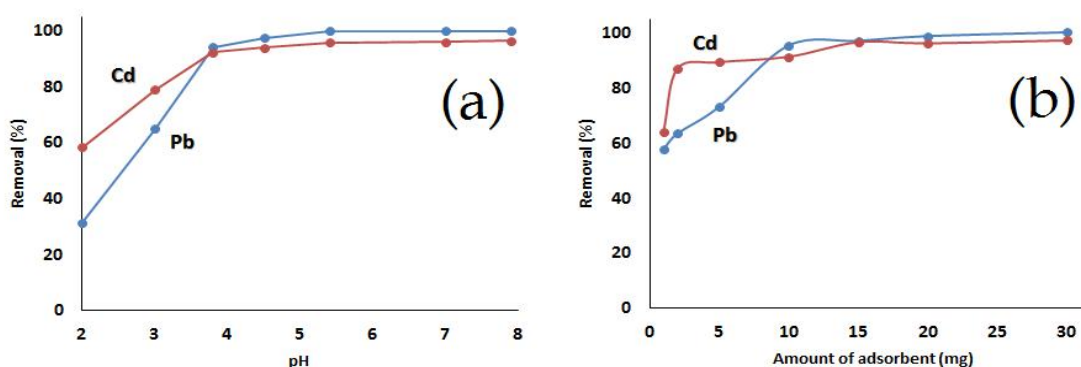 100
80
60
40
20
0
Removal (%)
Cd
Pb
(a)
2 3 4 5 6 7 8
pH
100
80
60
40
20
0
Removal (%)
Cd
Pb
(b)
0 5 10 15 20 25 30
Amount of adsorbent (mg)